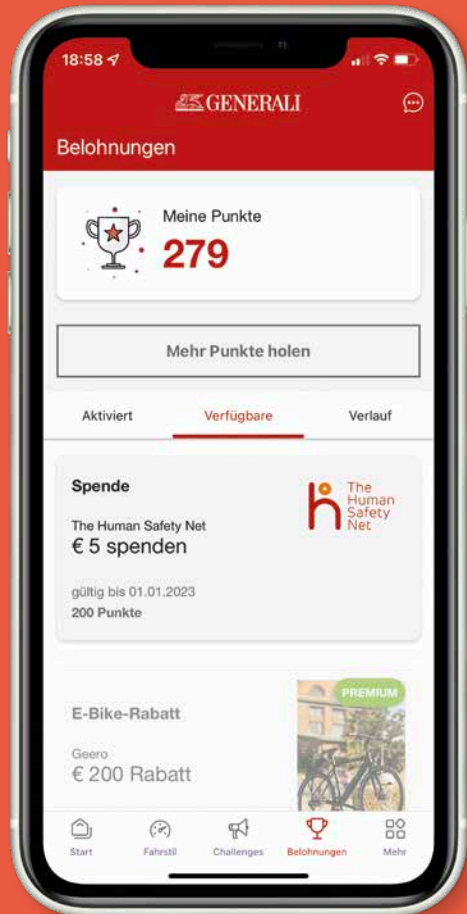 18:58
GENERALI
Belohnungen
Meine Punkte
279
Mehr Punkte holen
Aktiviert
Verfügbare
Verlauf
Spende
The Human Safety Net
€ 5 spenden
gültig bis 01.01.2023
200 Punkte
The
Human
Safety
Net
PREMIUM
E-Bike-Rabatt
Geero
€ 200 Rabatt
Start
Fahrstil
Challenges
Belohnungen
Mehr